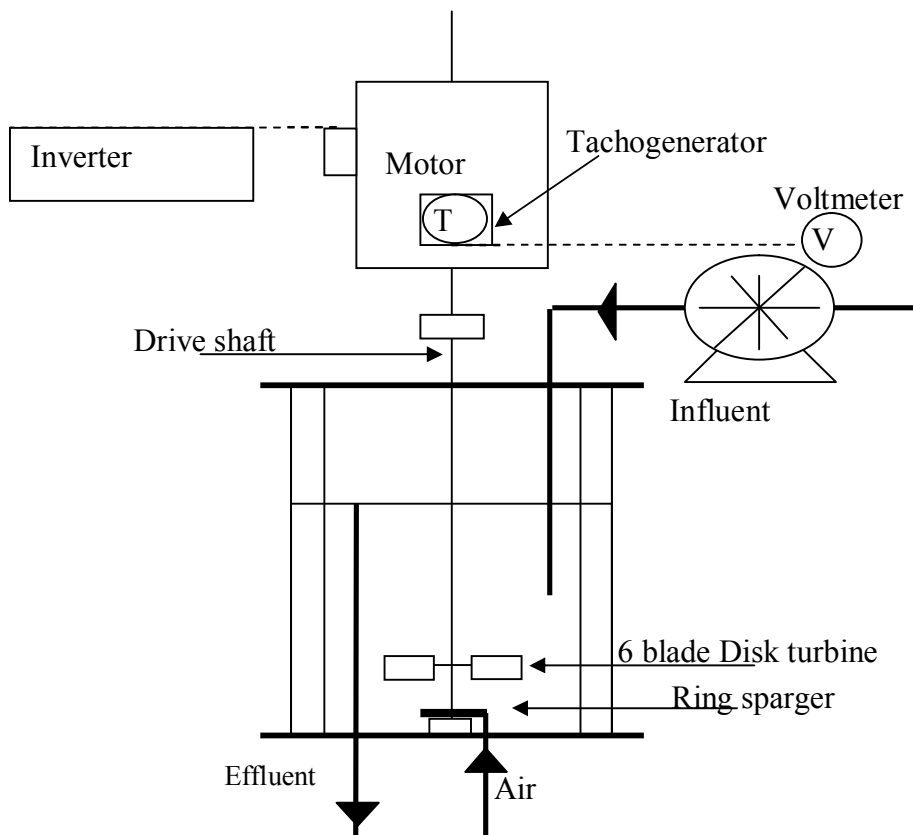 Inverter
Motor
Tachogenerator
T
Voltmeter
V
Drive shaft
Influent
6 blade Disk turbine
Ring sparger
Effluent
Air